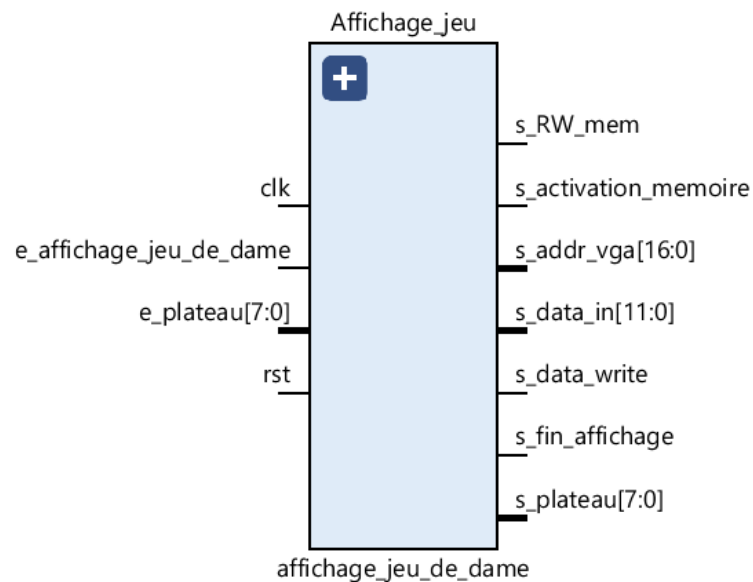 Affichage_jeu
s_RW_mem
clk
s_activation_memoire
e_affichage_jeu_de_dame
s_addr_vga[16:0]
e_plateau[7:0]
s_data_in[11:0]
rst
s_data_write
s_fin_affichage
s_plateau[7:0]
affichage_jeu_de_dame